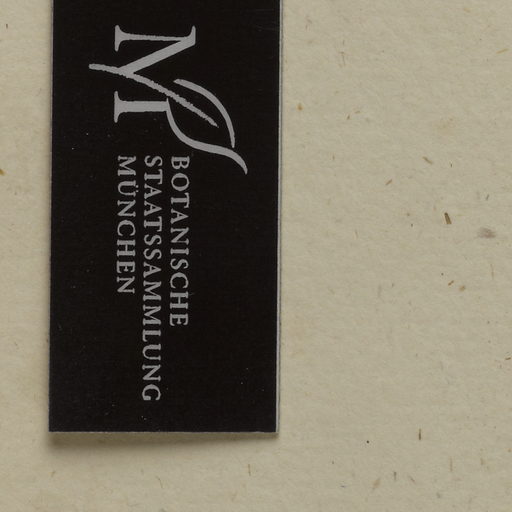 M
BOTANISCHE
STAATSSAMMLUNG
MÜNCHEN